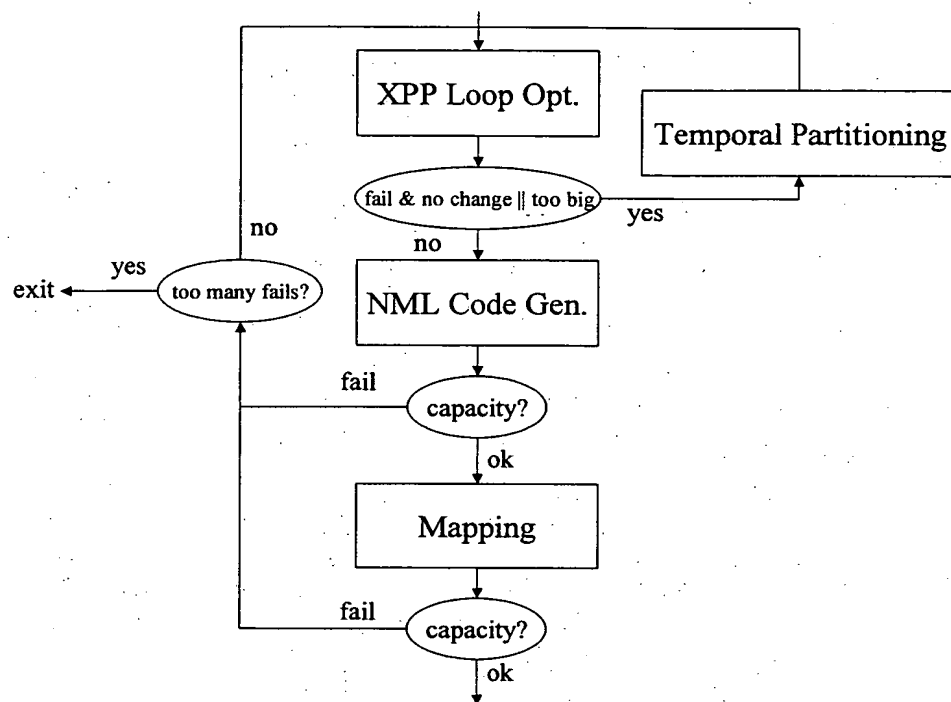 XPP Loop Opt.
Temporal Partitioning
fail & no change || too big
yes
no
no
yes
exit
too many fails?
NML Code Gen.
fail
capacity?
ok
Mapping
fail
capacity?
ok